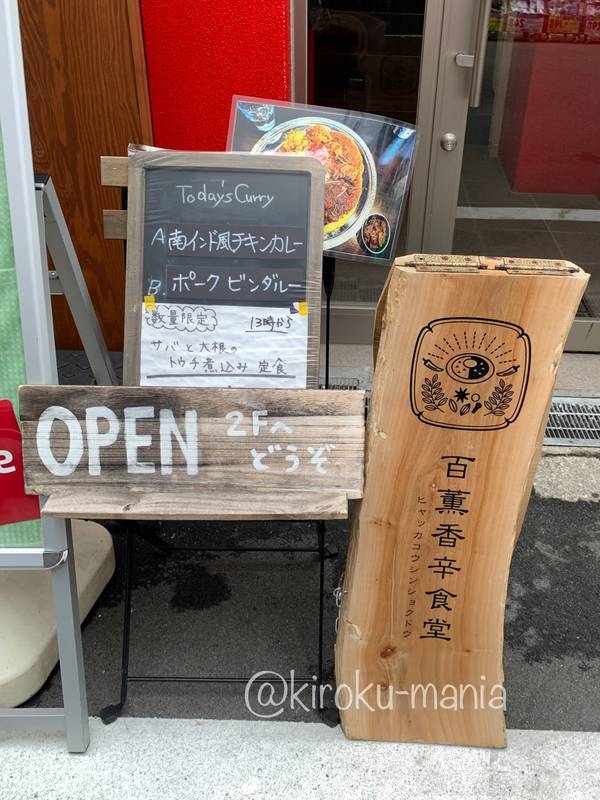 Today's Curry
A 南インド風チキンカレー
B. ポーク ビンダルー
数量限定 13時から
サバと大根の
トウチ煮込み 定食
OPEN 2Fへ
どうぞ
百薫香辛食堂
ヒャッカコウシンショクドウ
@kiroku-mania